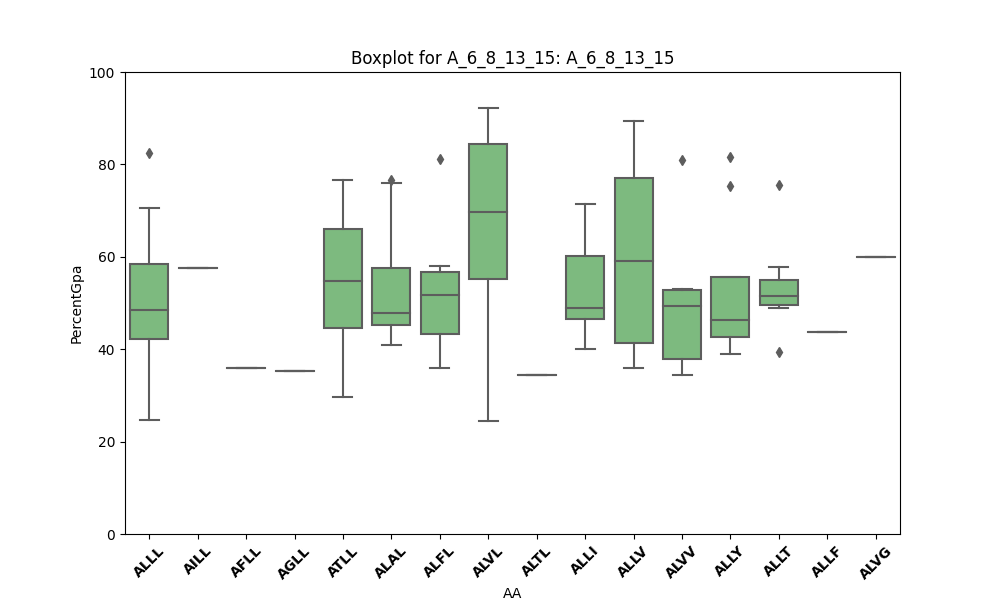 Boxplot for A_6_8_13_15: A_6_8_13_15
100
80
60
40
20
0
PercentGpa
ALLL AILL AFLL AGLL ATLL ALAL ALFL ALVL ALTL ALLI ALLV ALVV ALLY ALLT ALLF ALVG
AA